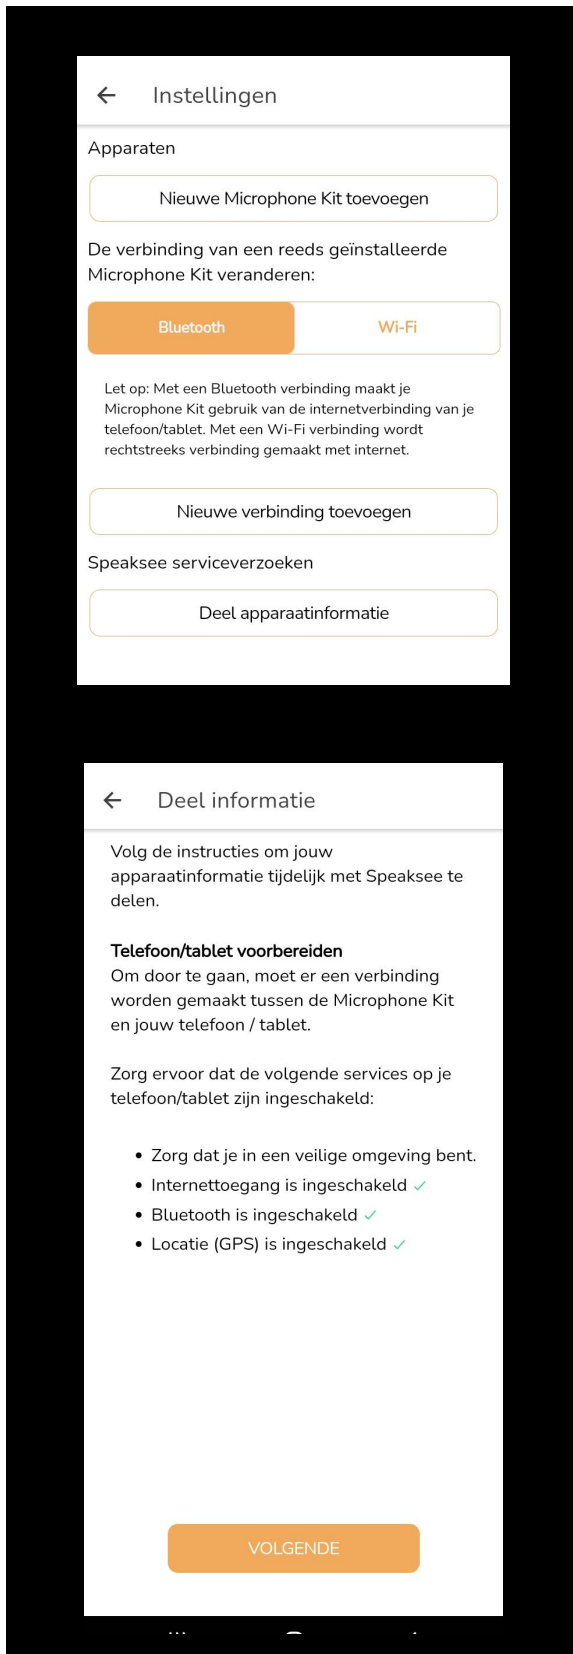 Instellingen
Apparaten
Nieuwe Microphone Kit toevoegen
De verbinding van een reeds geïnstalleerde
Microphone Kit veranderen:
Bluetooth
Wi-Fi
Let op: Met een Bluetooth verbinding maakt je
Microphone Kit gebruik van de internetverbinding van je
telefoon/tablet. Met een Wi-Fi verbinding wordt
rechtstreeks verbinding gemaakt met internet.
Nieuwe verbinding toevoegen
Speaksee serviceverzoeken
Deel apparaatinformatie
Deel informatie
Volg de instructies om jouw
apparaatinformatie tijdelijk met Speaksee te
delen.
Telefoon/tablet voorbereiden
Om door te gaan, moet er een verbinding
worden gemaakt tussen de Microphone Kit
en jouw telefoon / tablet.
Zorg ervoor dat de volgende services op je
telefoon/tablet zijn ingeschakeld:
• Zorg dat je in een veilige omgeving bent.
• Internettoegang is ingeschakeld ✓
• Bluetooth is ingeschakeld ✓
• Locatie (GPS) is ingeschakeld ✓
VOLGENDE